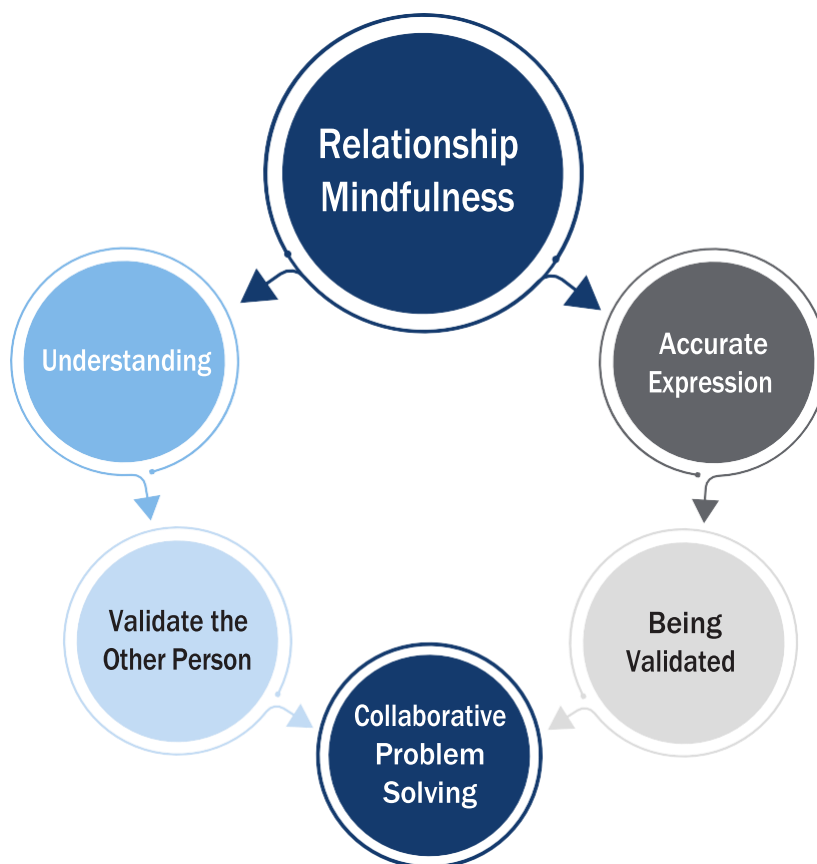 Relationship
Mindfulness
Understanding
Accurate
Expression
Validate the
Other Person
Being
Validated
Collaborative
Problem
Solving